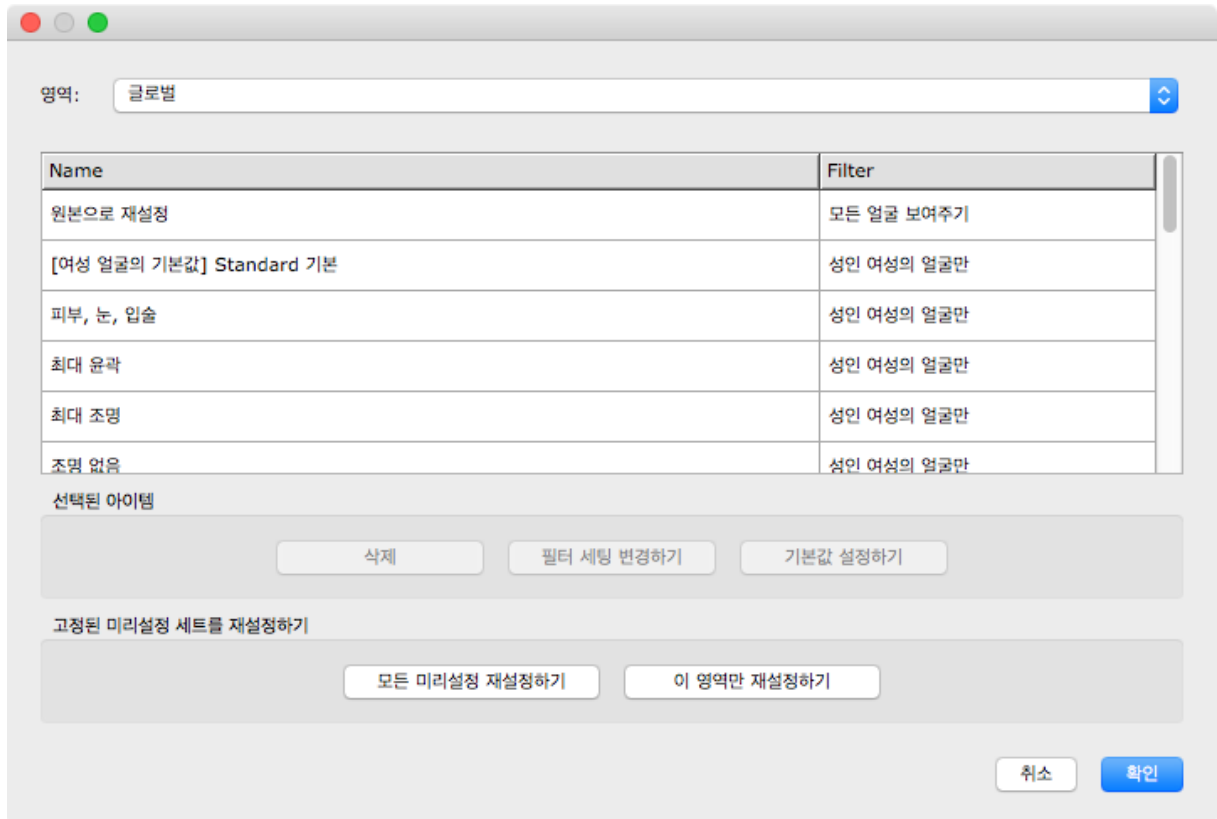 영역: 글로벌
Name Filter
원본으로 재설정 모든 얼굴 보여주기
[여성 얼굴의 기본값] Standard 기본 성인 여성의 얼굴만
피부, 눈, 입술 성인 여성의 얼굴만
최대 윤곽 성인 여성의 얼굴만
최대 조명 성인 여성의 얼굴만
조명 없음 성인 여성의 얼굴만
선택된 아이템
삭제 필터 세팅 변경하기 기본값 설정하기
고정된 미리설정 세트를 재설정하기
모든 미리설정 재설정하기 이 영역만 재설정하기
취소 확인